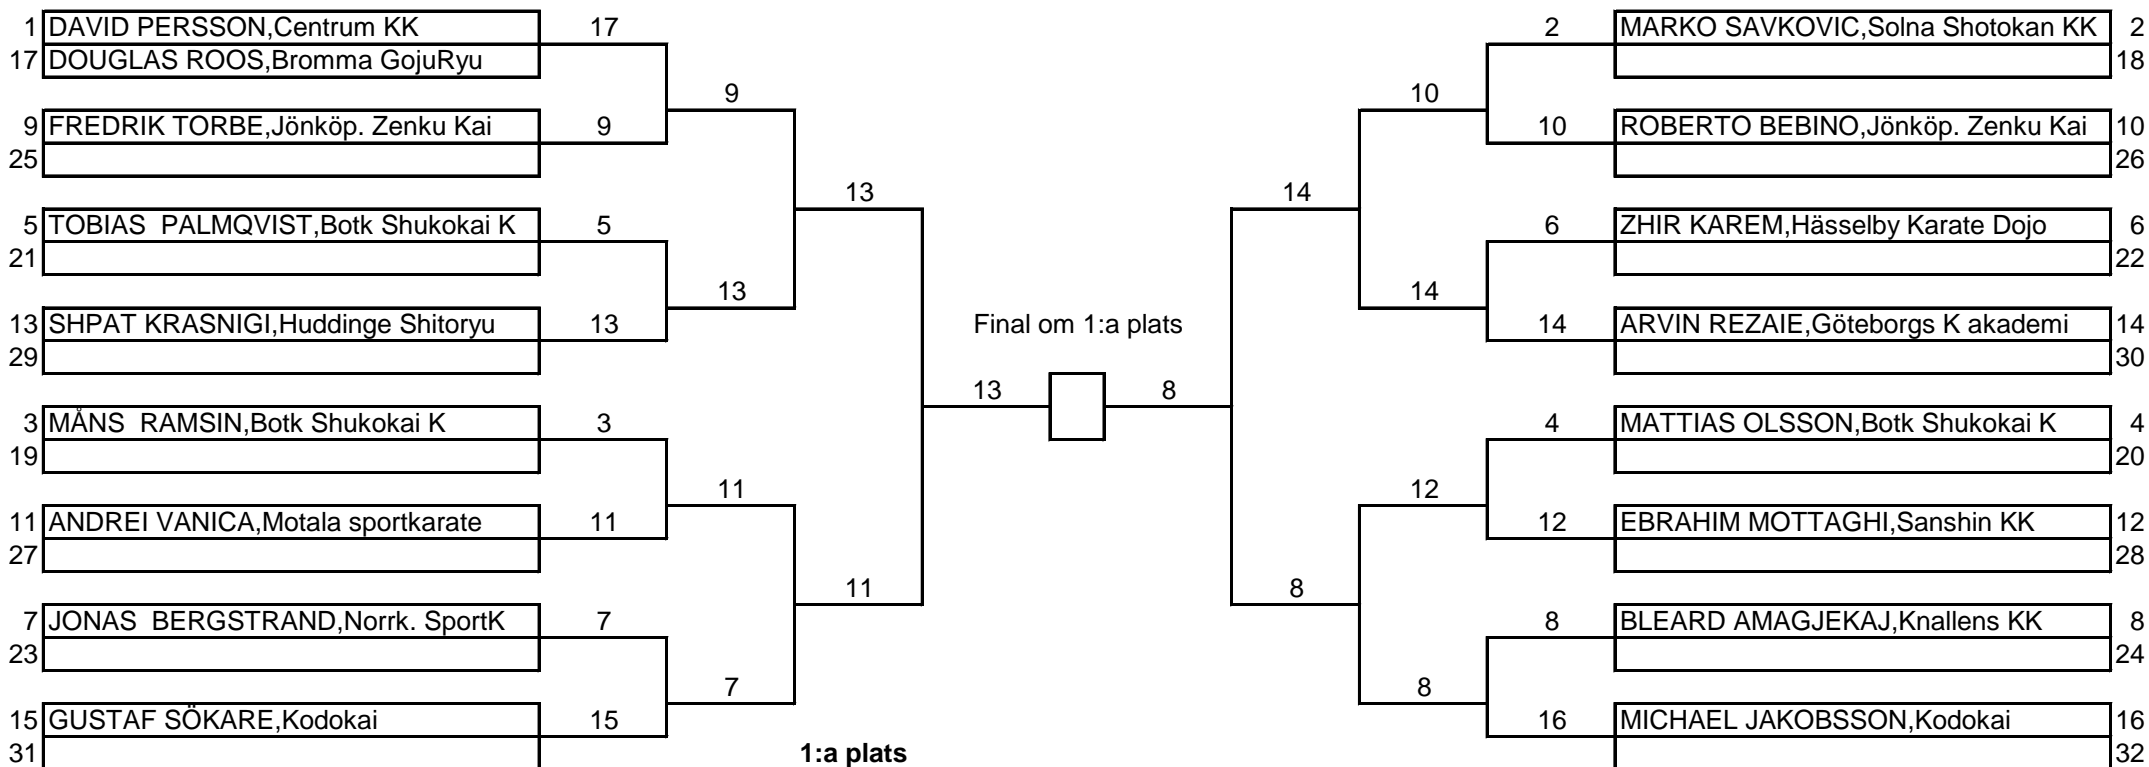 1 DAVID PERSSON,Centrum KK 17 2 MARKO SAVKOVIC,Solna Shotokan KK 2
17 DOUGLAS ROOS,Bromma GojuRyu 18
9 10
9 FREDRIK TORBE,Jönköp. Zenku Kai 9 10 ROBERTO BEBINO,Jönköp. Zenku Kai 10
25 26
13 14
5 TOBIAS  PALMQVIST,Botk Shukokai K 5 6 ZHIR KAREM,Hässelby Karate Dojo 6
21 22
13 14
13 SHPAT KRASNIGI,Huddinge Shitoryu 13 Final om 1:a plats 14 ARVIN REZAIE,Göteborgs K akademi 14
29 30
13 8
3 MÅNS  RAMSIN,Botk Shukokai K 3 4 MATTIAS OLSSON,Botk Shukokai K 4
19 20
11 12
11 ANDREI VANICA,Motala sportkarate 11 12 EBRAHIM MOTTAGHI,Sanshin KK 12
27 28
11 8
7 JONAS  BERGSTRAND,Norrk. SportK 7 8 BLEARD AMAGJEKAJ,Knallens KK 8
23 24
7 8
15 GUSTAF SÖKARE,Kodokai 15 16 MICHAEL JAKOBSSON,Kodokai 16
31 1:a plats 32